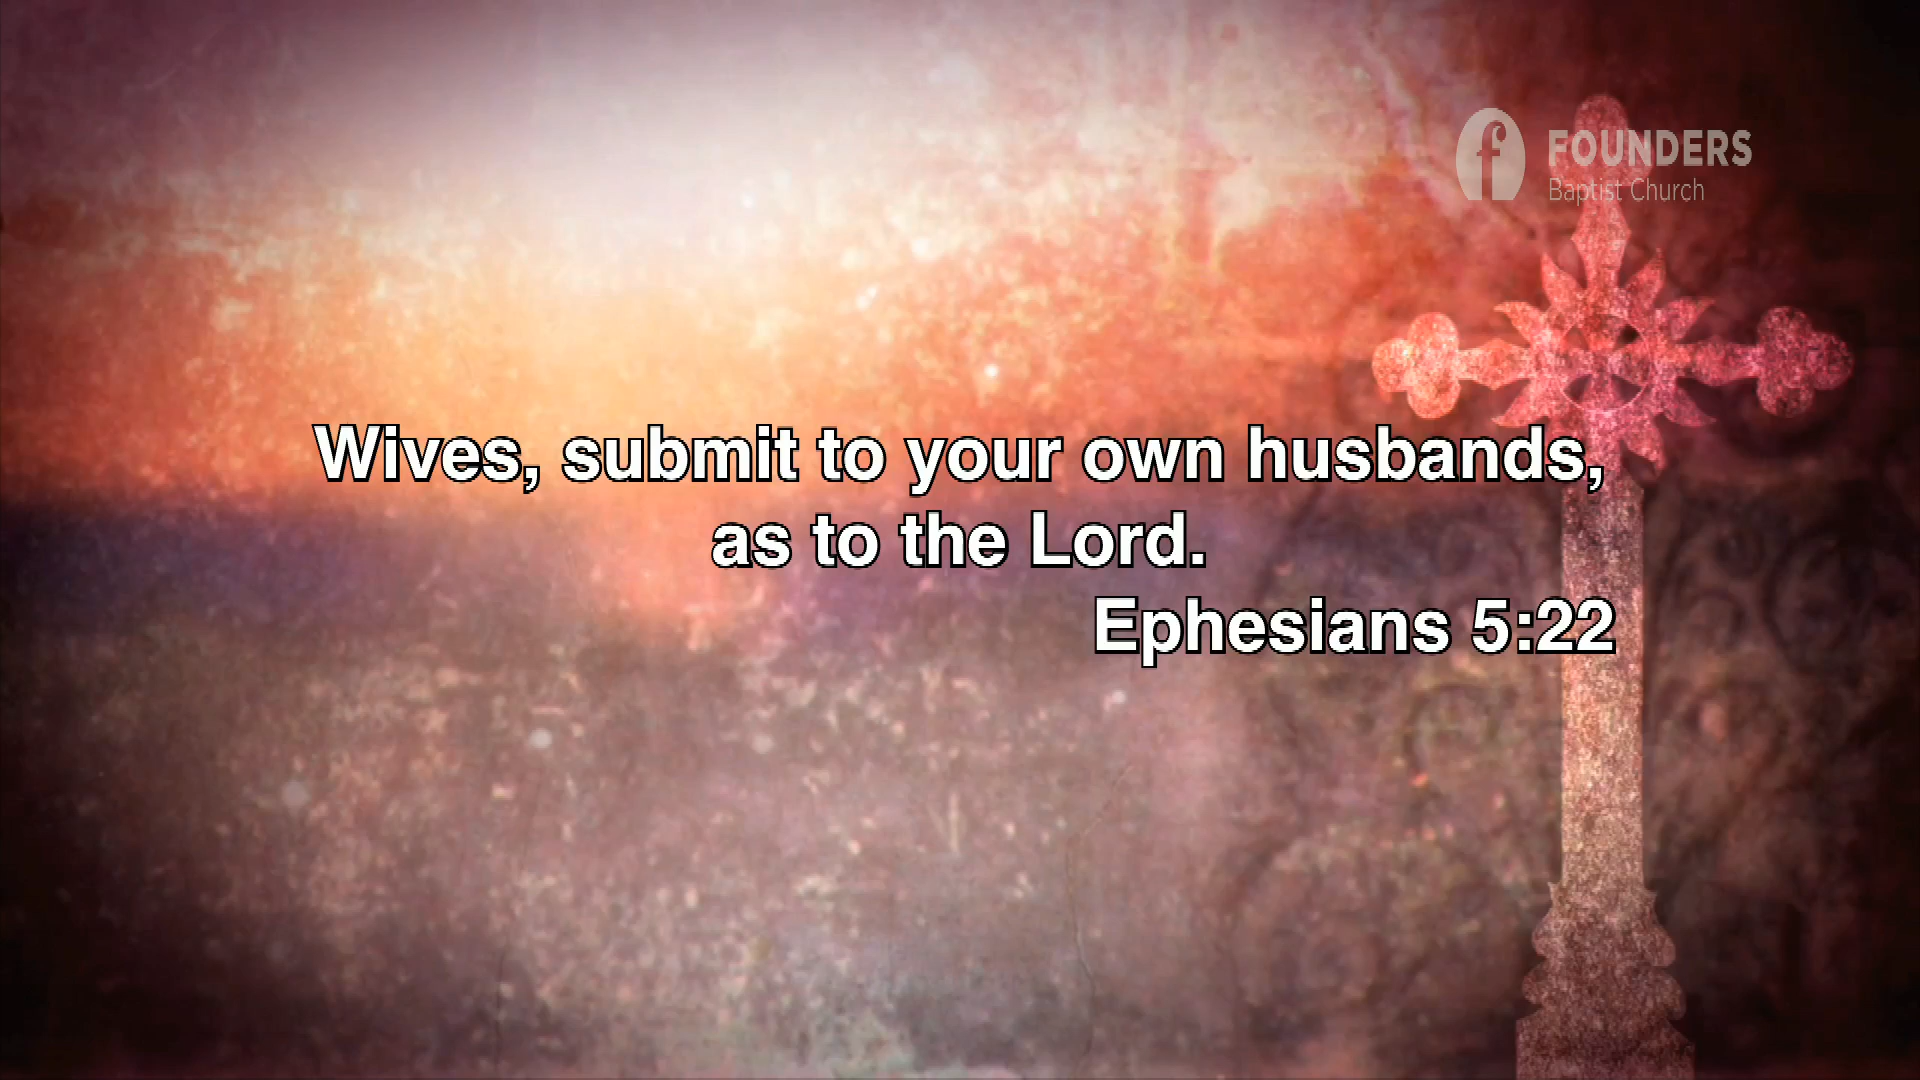 FOUNDERS
Baptist Church
Wives, submit to your own husbands,
as to the Lord.
Ephesians 5:22